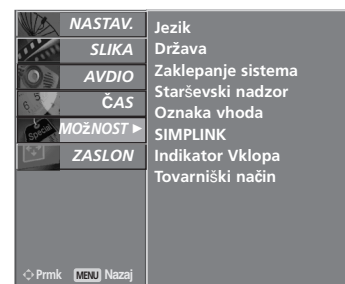 NASTAV.
SLIKA
AVDIO
ČAS
MOžNOST ►
ZASLON
Jezik
Država
Zaklepanje sistema
Starševski nadzor
Oznaka vhoda
SIMPLINK
Indikator Vklopa
Tovarniški način
Prmk MENU Nazaj